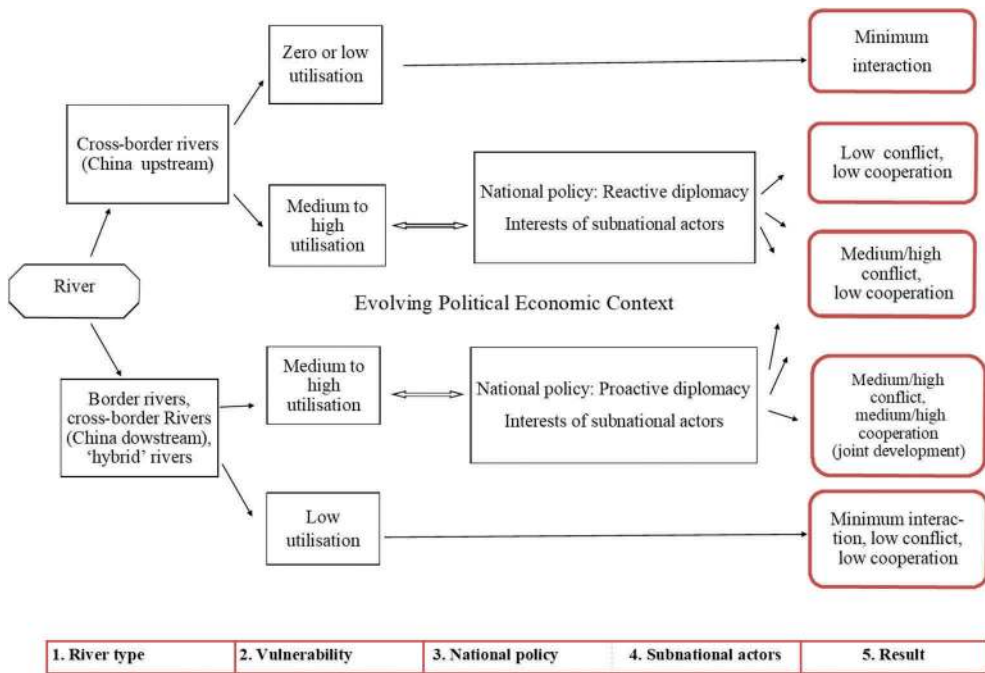 Zero or low
utilisation
Minimum
interaction
Cross-border rivers
(China upstream)
Low conflict,
low cooperation
National policy: Reactive diplomacy
Interests of subnational actors
Medium to
high
utilisation
Medium/high
conflict,
low cooperation
River
Evolving Political Economic Context
Medium to
high
utilisation
National policy: Proactive diplomacy
Interests of subnational actors
Medium/high
conflict,
medium/high
cooperation
(joint development)
Border rivers,
cross-border Rivers
(China dowstream),
‘hybrid’ rivers
Low
utilisation
Minimum interac-
tion, low conflict,
low cooperation
1. River type
2. Vulnerability
3. National policy
4. Subnational actors
5. Result